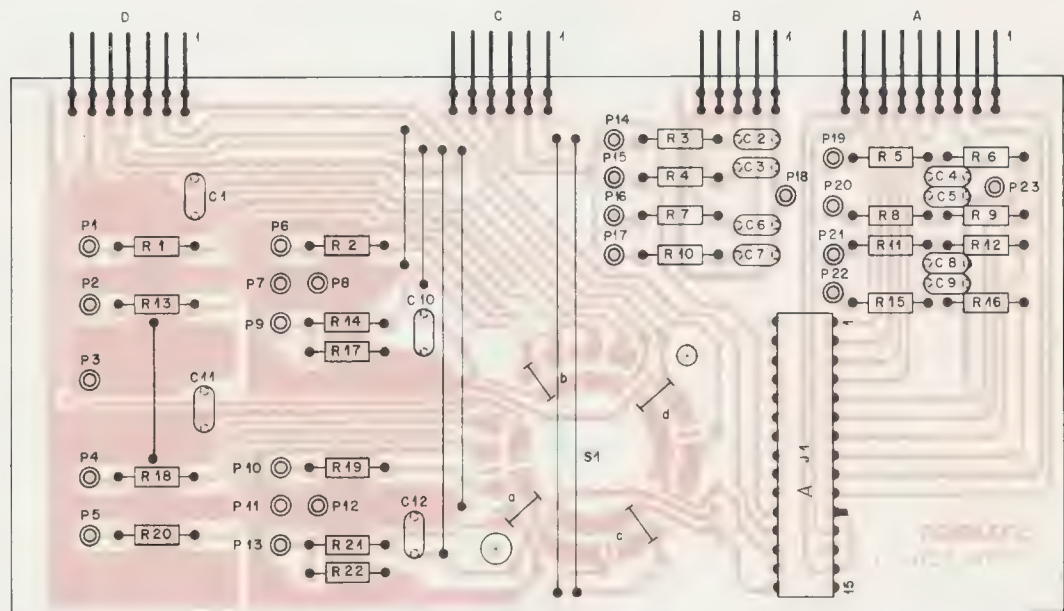 D C B A
1 1 1 1
P14 R3 C2 P19 R5 R6
P15 R4 C3 P18 C4 P23
C1 P20 C5
P16 R7 C6 R8 R9
P1 R1 P6 R2 P17 R10 C7 P21 R11 R12
P7 P8 C8
P2 R13 C10 P22 C9
P9 R14 R15 R16
R17 1
P3 b d
C11
S1 J1
P4 R18 P10 R19 A
P11 P12 a
P5 R20 C12 c
P13 R21
R22 15